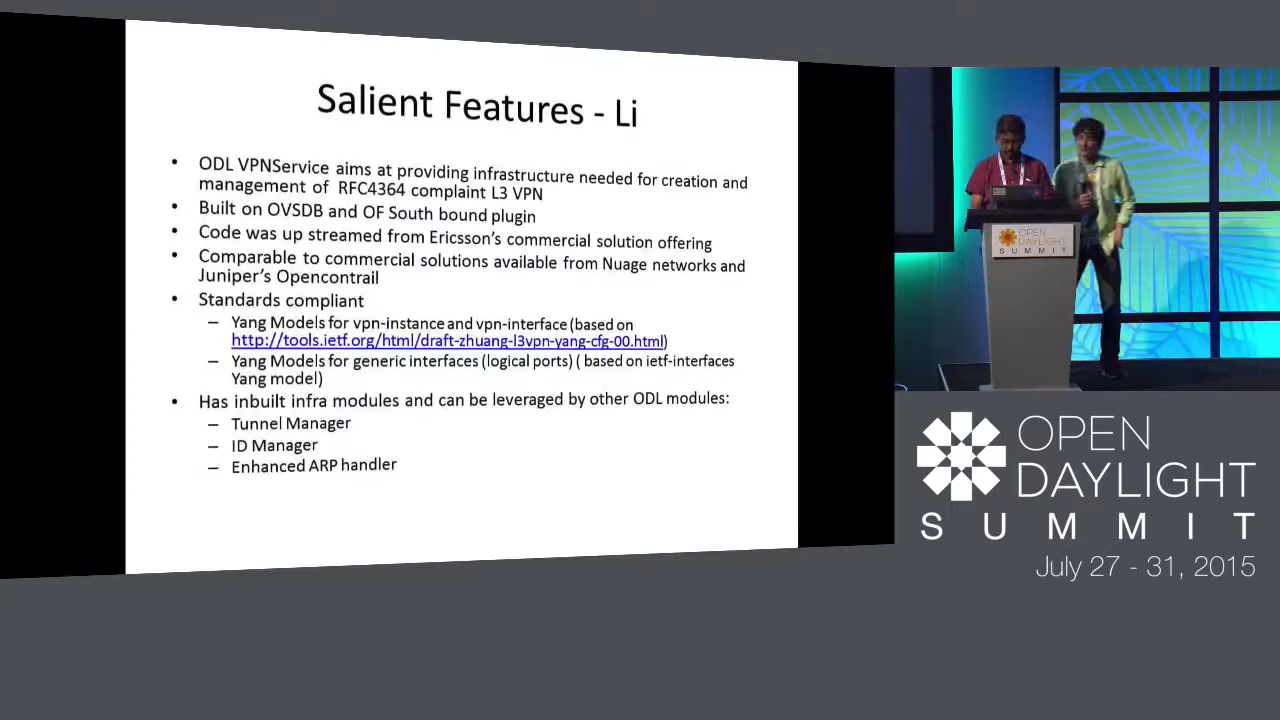 Salient Features - Li
• ODL VPNService aims at providing infrastructure needed for creation and
management of RFC4364 complaint L3 VPN
• Built on OVSDB and OF South bound plugin
• Code was up streamed from Ericsson's commercial solution offering
• Comparable to commercial solutions available from Nuage networks and
Juniper's Opencontrail
• Standards compliant
– Yang Models for vpn-instance and vpn-interface (based on
http://tools.ietf.org/html/draft-zhuang-l3vpn-yang-cfg-00.html)
– Yang Models for generic interfaces (logical ports) ( based on ietf-interfaces
Yang model)
• Has inbuilt infra modules and can be leveraged by other ODL modules:
– Tunnel Manager
– ID Manager
– Enhanced ARP handler
OPEN
DAYLIGHT
SUMMIT
OPEN
DAYLIGHT
SUMMIT
July 27 - 31, 2015